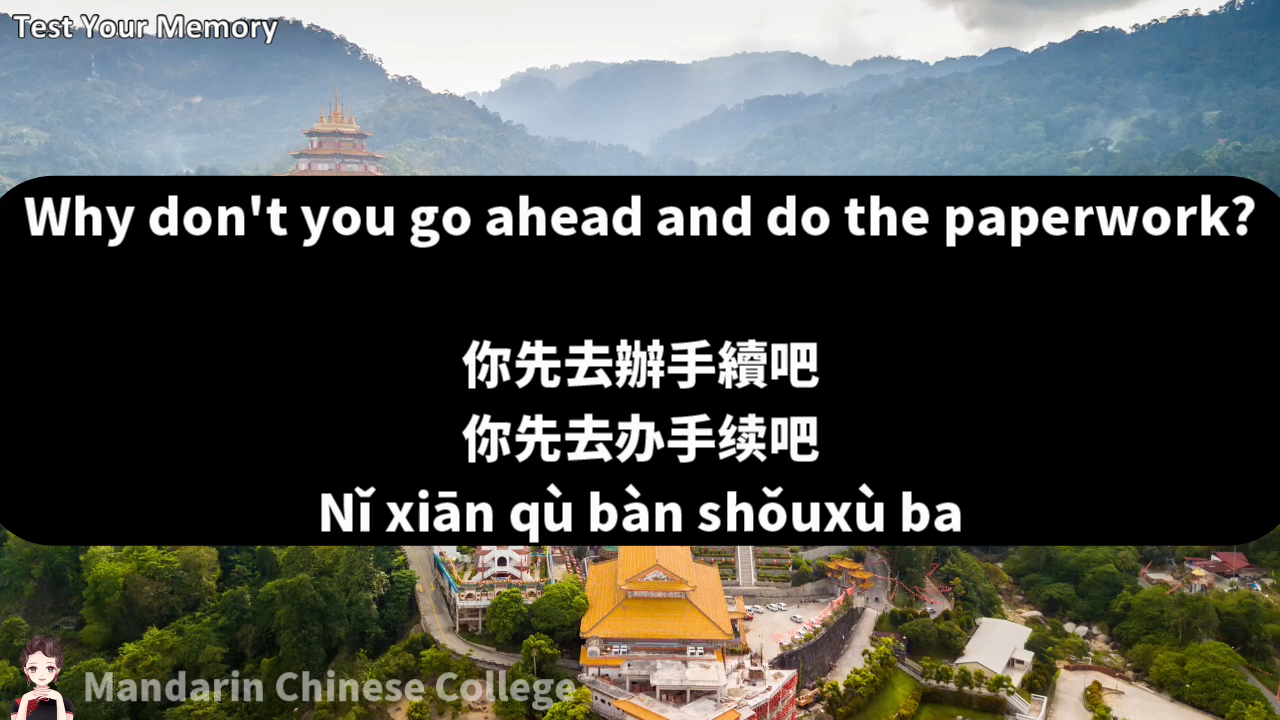 Test Your Memory
Why don't you go ahead and do the paperwork?
你先去辦手續吧
你先去办手续吧
Nǐ xiān qù bàn shǒuxù ba
Mandarin Chinese College